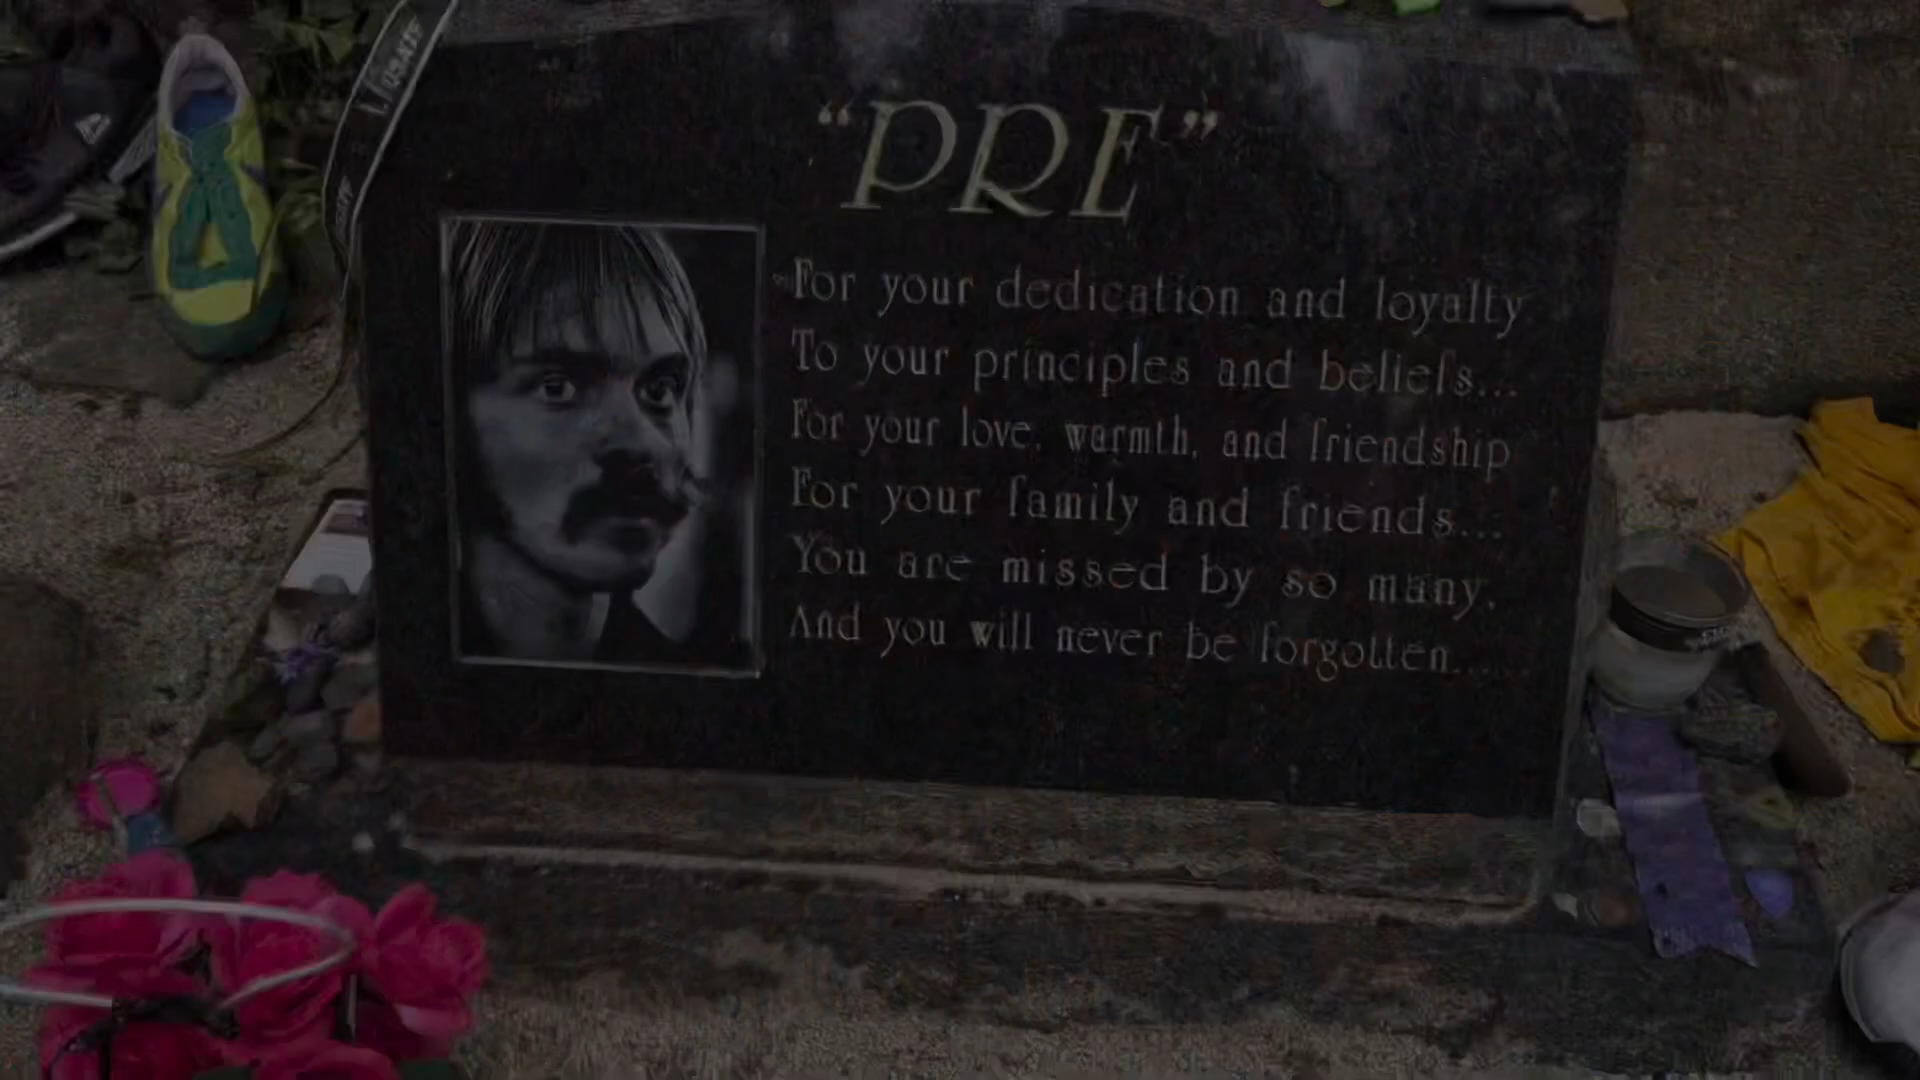 "PRE"
For your dedication and loyalty
To your principles and beliefs...
For your love, warmth, and friendship
For your family and friends...
You are missed by so many,
And you will never be forgotten......